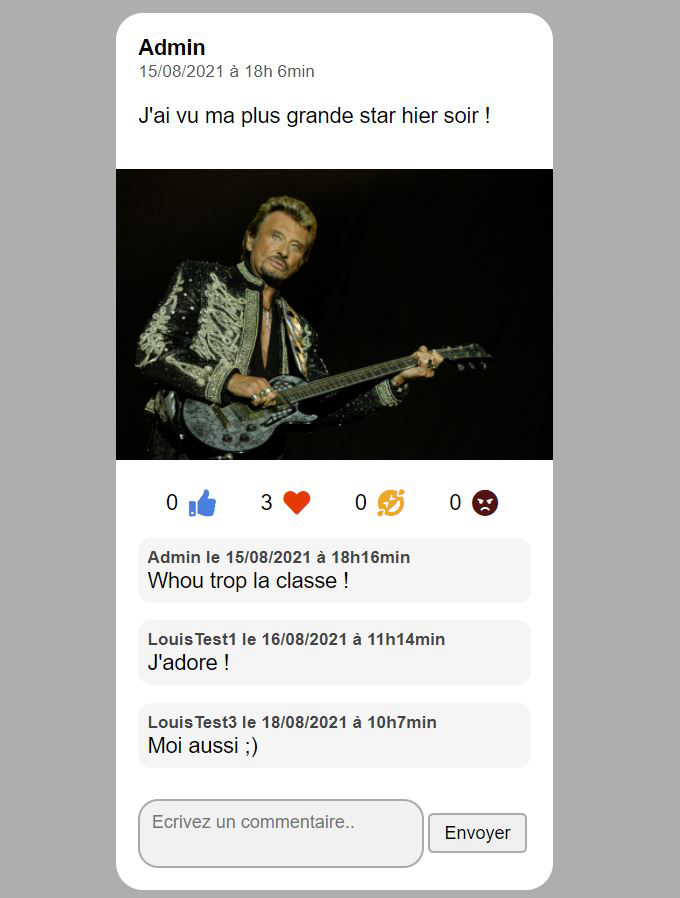 Admin
15/08/2021 à 18h 6min
J'ai vu ma plus grande star hier soir !
0 3 0 0
Admin le 15/08/2021 à 18h16min
Whou trop la classe !
LouisTest1 le 16/08/2021 à 11h14min
J'adore !
LouisTest3 le 18/08/2021 à 10h7min
Moi aussi ;)
Ecrivez un commentaire.. Envoyer